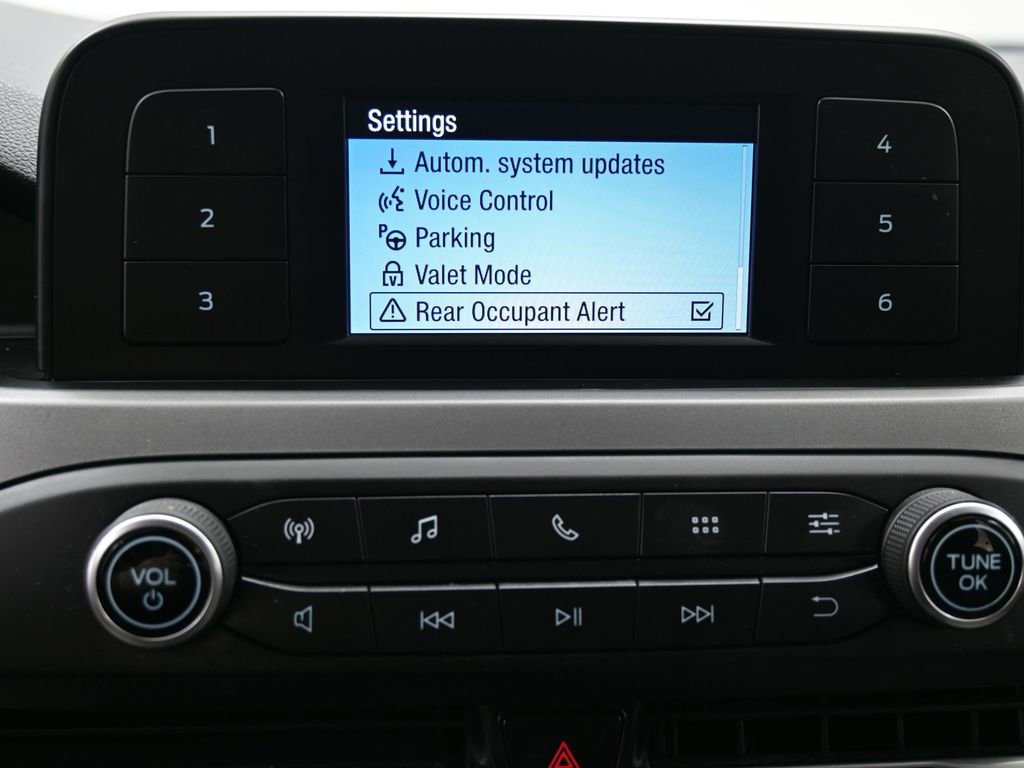 Settings
Autom. system updates
Voice Control
P Parking
V Valet Mode
Rear Occupant Alert
1
2
3
4
5
6
VOL
TUNE
OK